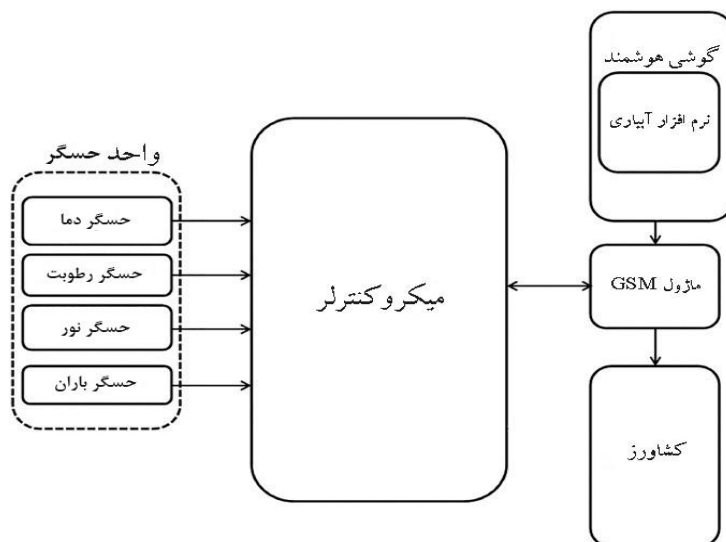 واحد حسگر
حسگر دما
حسگر رطوبت
حسگر نور
حسگر باران
میکروکنترلر
گوشی هوشمند
نرم افزار آبیاری
ماژول GSM
کشاورز